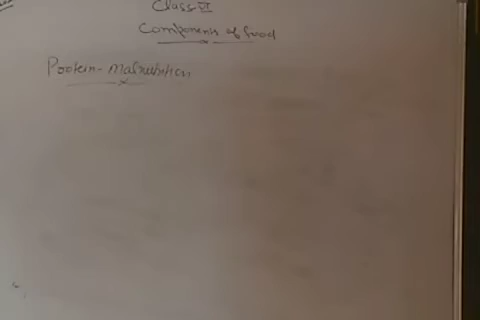 Class VI
Components of food
Protein-Malnutrition